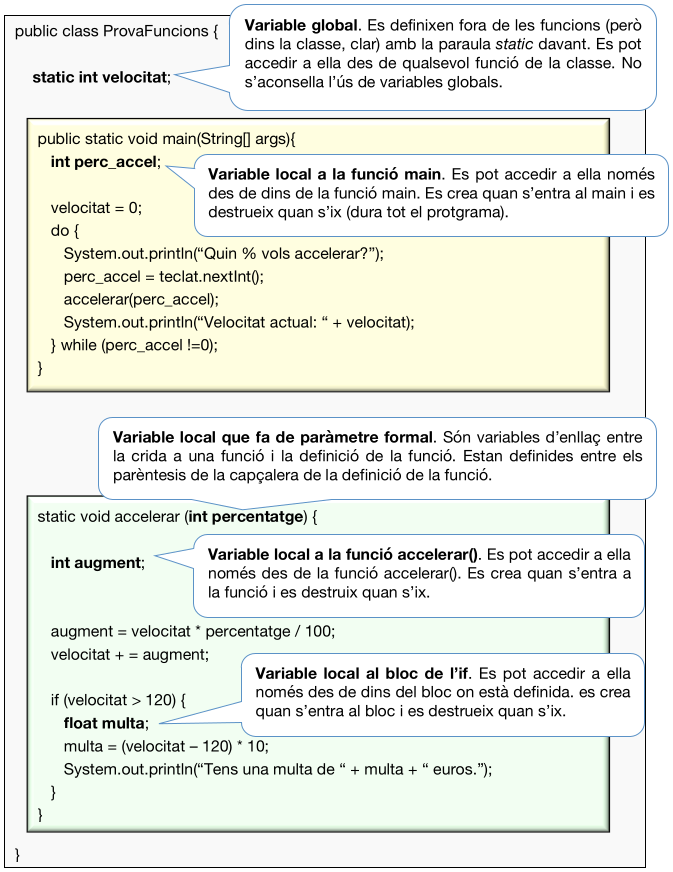 public class ProvaFuncions {
Variable global. Es definixen fora de les funcions (però
dins la classe, clar) amb la paraula static davant. Es pot
accedir a ella des de qualsevol funció de la classe. No
s’aconsella l’ús de variables globals.
static int velocitat;
public static void main(String[] args){
int perc_accel;
Variable local a la funció main. Es pot accedir a ella només
des de dins de la funció main. Es crea quan s’entra al main i es
destrueix quan s’ix (dura tot el protgrama).
velocitat = 0;
do {
System.out.println(“Quin % vols accelerar?”);
perc_accel = teclat.nextInt();
accelerar(perc_accel);
System.out.println(“Velocitat actual: “ + velocitat);
} while (perc_accel !=0);
}
Variable local que fa de paràmetre formal. Són variables d’enllaç entre
la crida a una funció i la definició de la funció. Estan definides entre els
parèntesis de la capçalera de la definició de la funció.
static void accelerar (int percentatge) {
int augment;
Variable local a la funció accelerar(). Es pot accedir a ella
només des de la funció accelerar(). Es crea quan s’entra a
la funció i es destruix quan s’ix.
augment = velocitat * percentatge / 100;
velocitat + = augment;
Variable local al bloc de l’if. Es pot accedir a ella
només des de dins del bloc on està definida. es crea
quan s’entra al bloc i es destrueix quan s’ix.
if (velocitat > 120) {
float multa;
multa = (velocitat – 120) * 10;
System.out.println(“Tens una multa de “ + multa + “ euros.”);
}
}
}